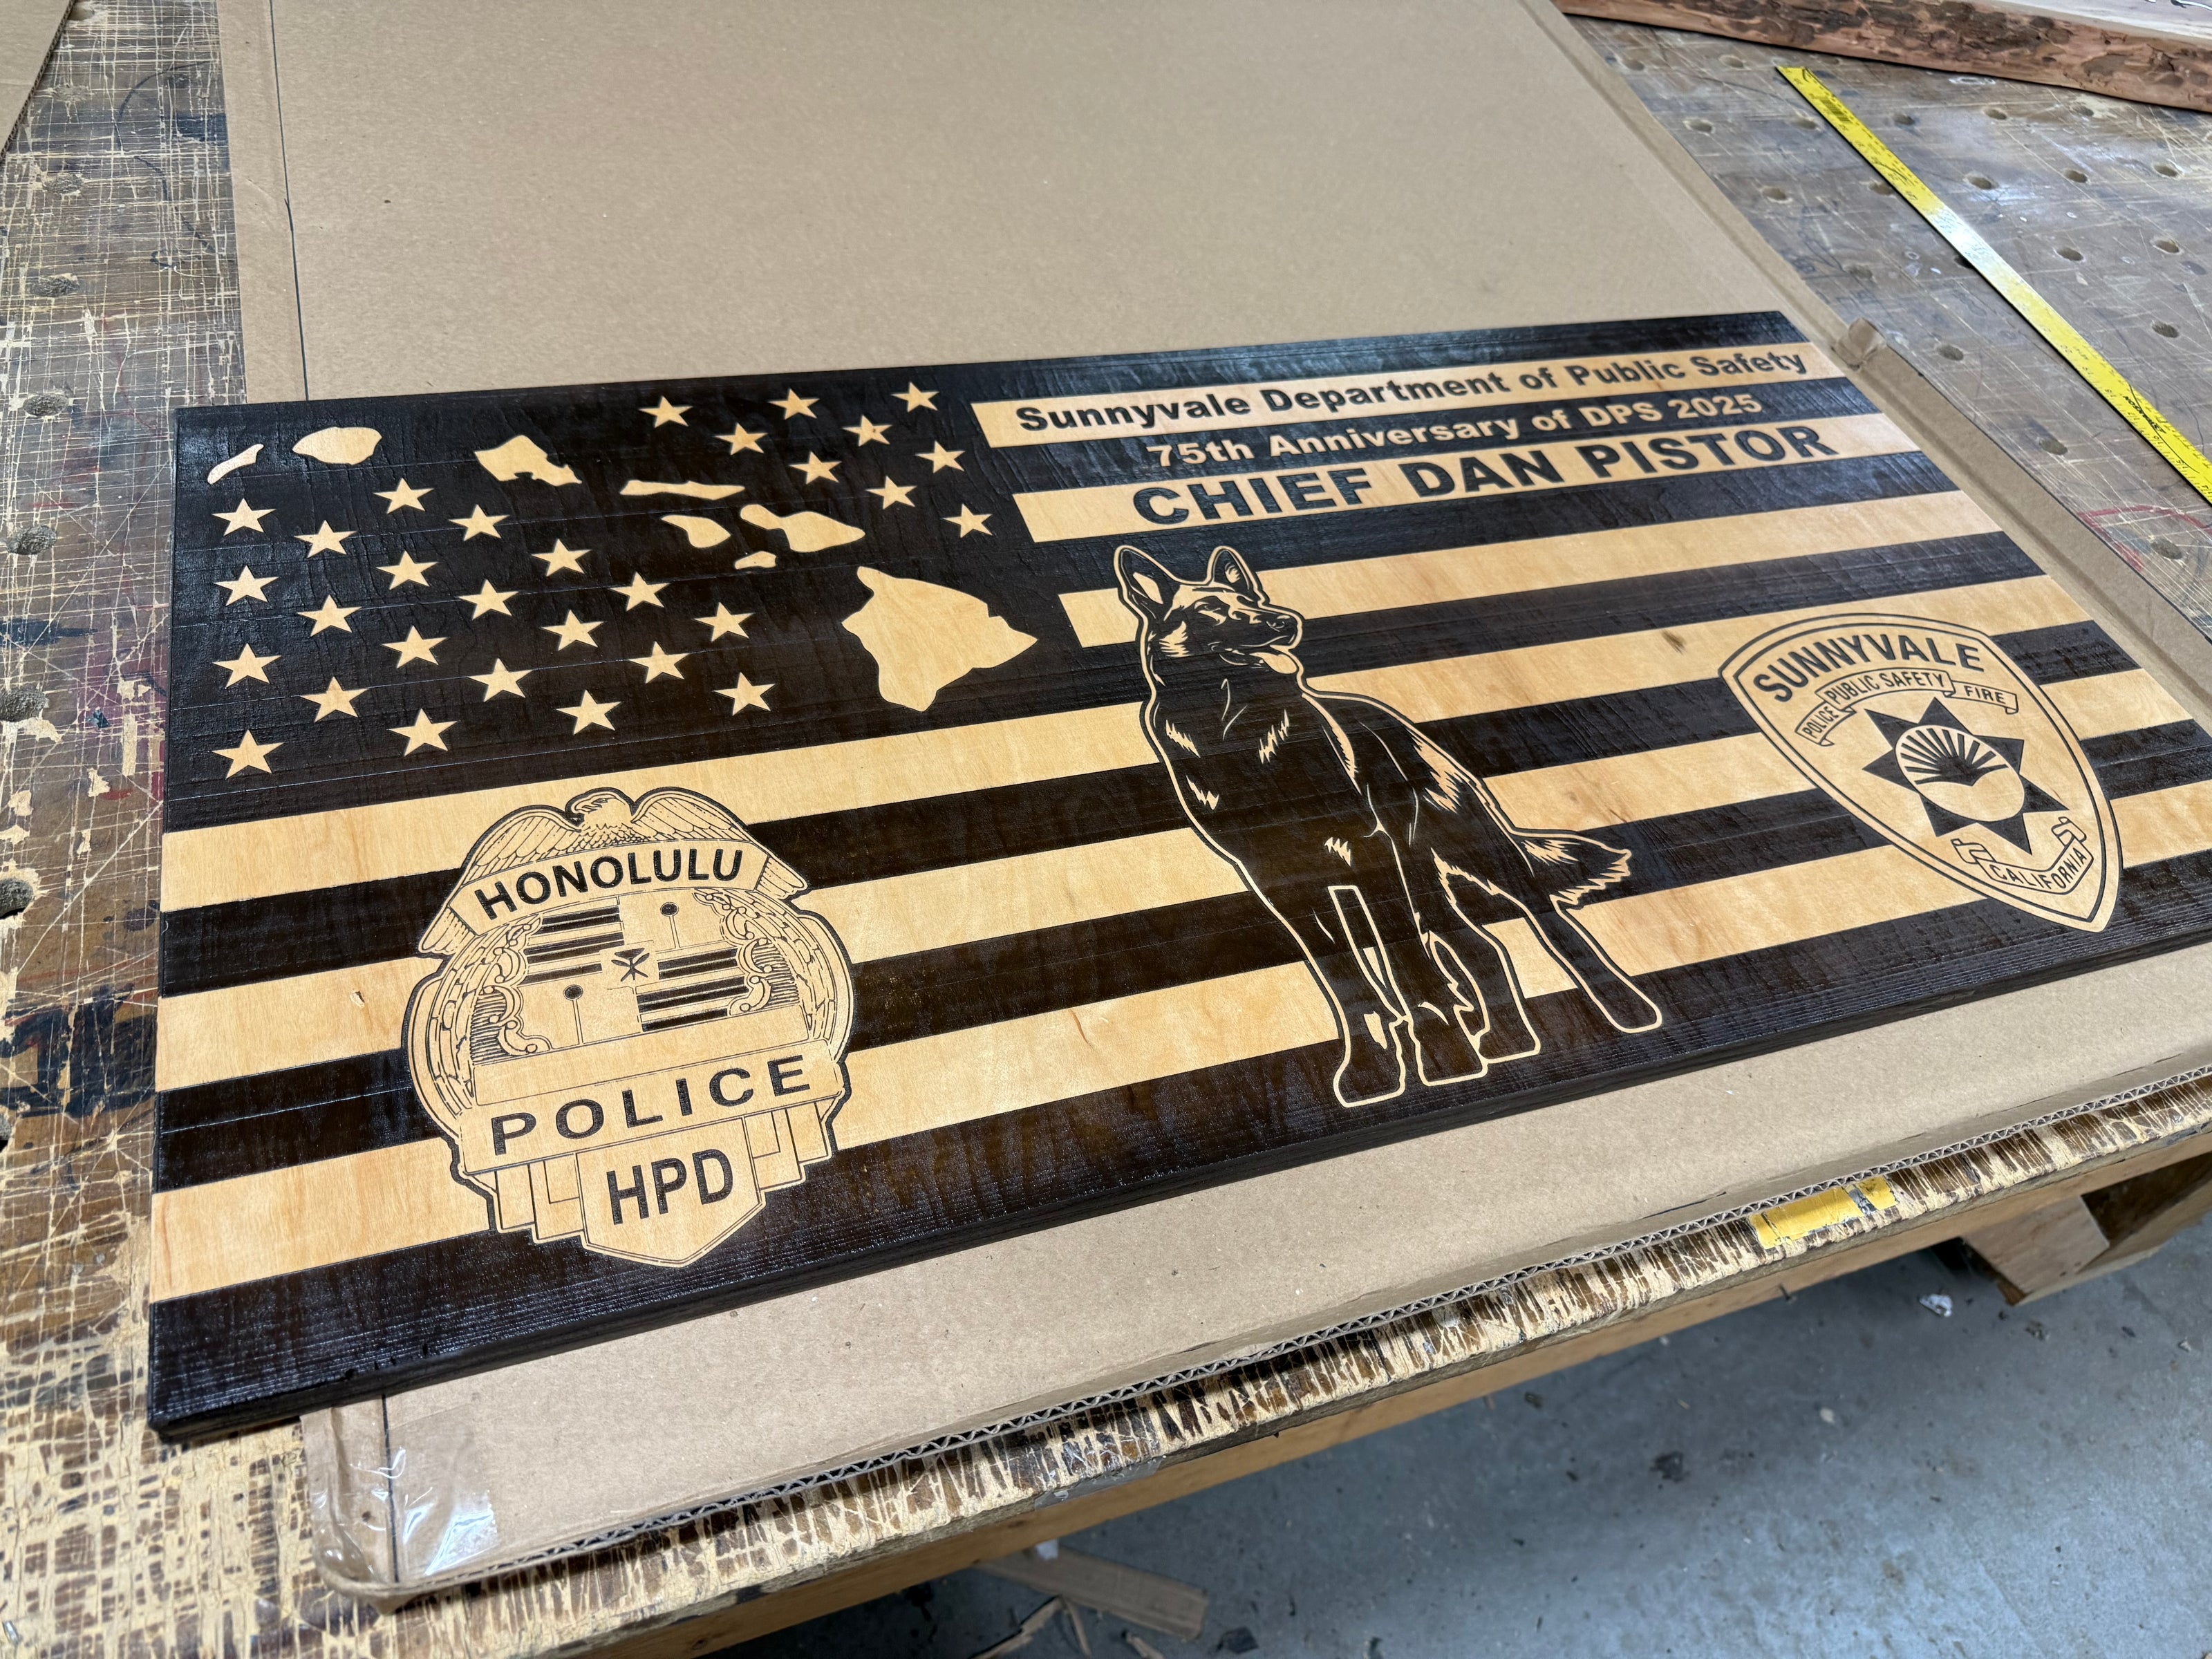 Sunnyvale Department of Public Safety
75th Anniversary of DPS 2025
CHIEF DAN PISTOR
SUNNYVALE
POLICE PUBLIC SAFETY FIRE
CALIFORNIA
HONOLULU
POLICE
HPD